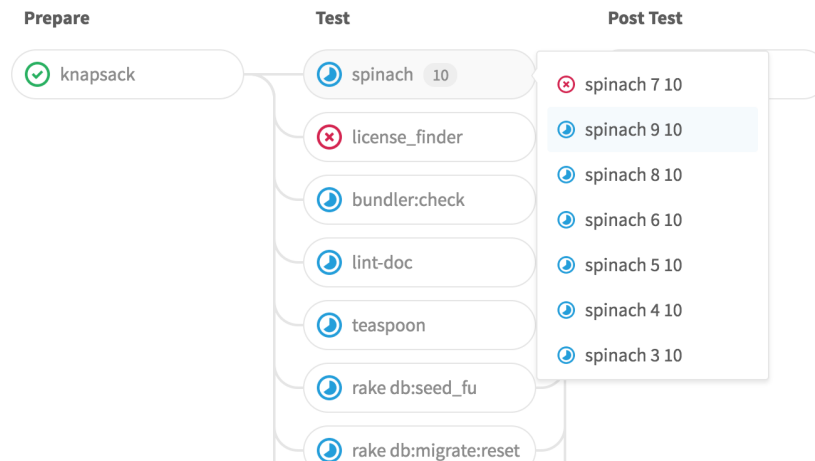 Prepare
Test
Post Test
knapsack
spinach 10
license_finder
bundler:check
lint-doc
teaspoon
rake db:seed_fu
rake db:migrate:reset
spinach 7 10
spinach 9 10
spinach 8 10
spinach 6 10
spinach 5 10
spinach 4 10
spinach 3 10